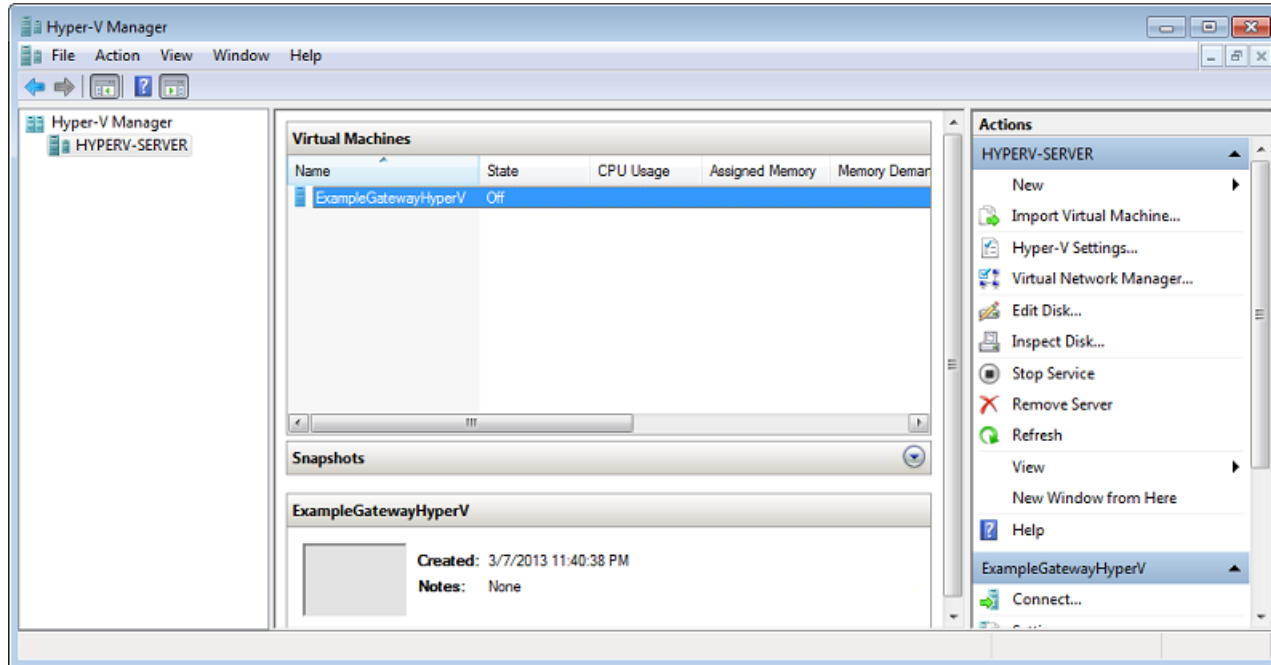 Hyper-V Manager
File Action View Window Help
Hyper-V Manager
HYPERV-SERVER
Virtual Machines
Name State CPU Usage Assigned Memory Memory Deman
ExampleGatewayHyperV Off
Snapshots
ExampleGatewayHyperV
Created: 3/7/2013 11:40:38 PM
Notes: None
Actions
HYPERV-SERVER
New
Import Virtual Machine...
Hyper-V Settings...
Virtual Network Manager...
Edit Disk...
Inspect Disk...
Stop Service
Remove Server
Refresh
View
New Window from Here
Help
ExampleGatewayHyperV
Connect...